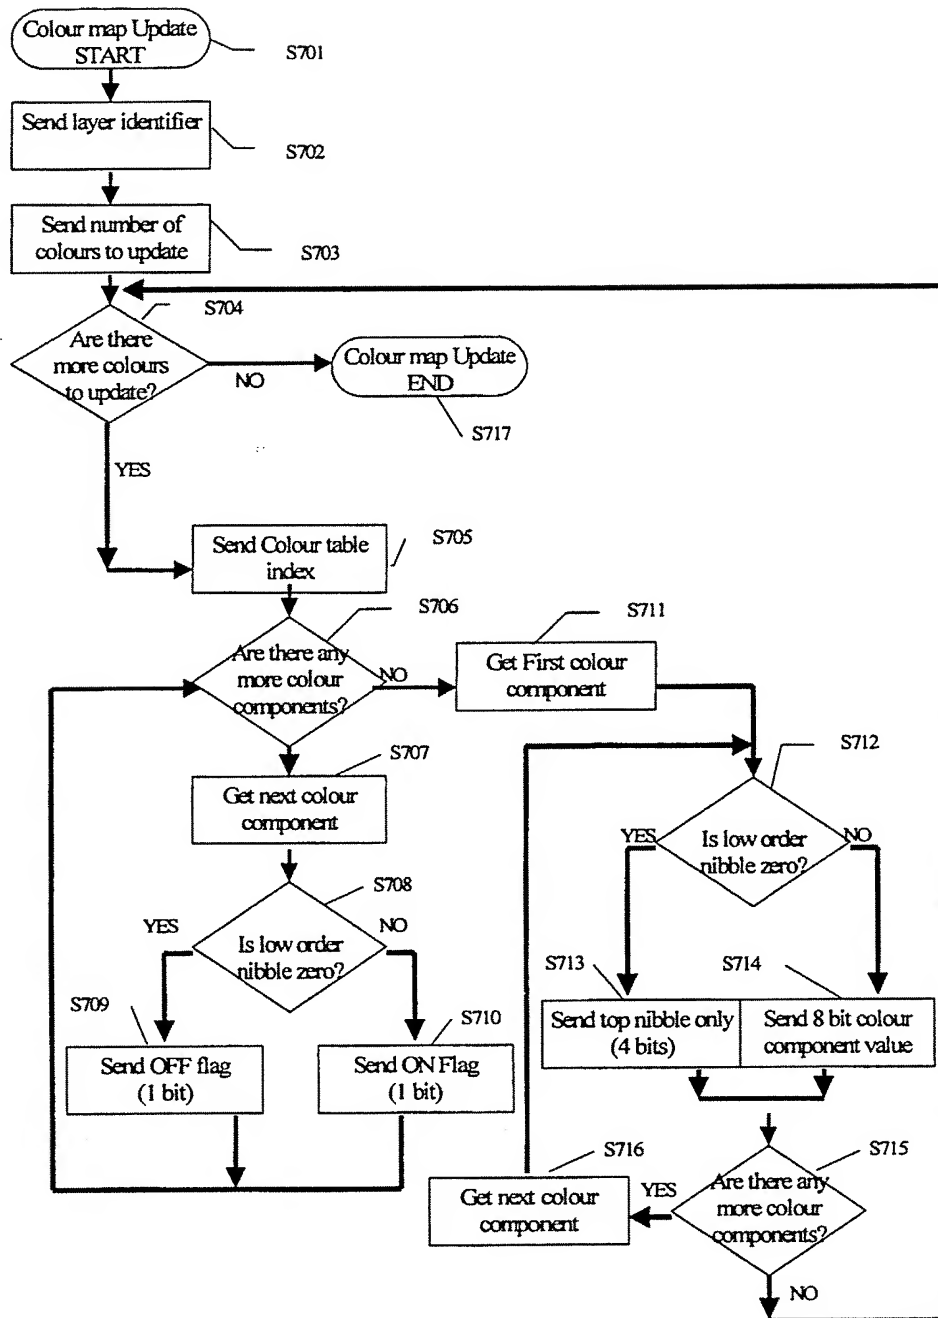 Colour map Update
START
S701
Send layer identifier
S702
Send number of
colours to update
S703
S704
Are there
more colours
to update?
NO
Colour map Update
END
S717
YES
Send Colour table
index
S705
S706
Are there any
more colour
components?
NO
S711
Get First colour
component
S707
Get next colour
component
S712
YES
Is low order
nibble zero?
NO
S708
YES
Is low order
nibble zero?
NO
S709
Send OFF flag
(1 bit)
S710
Send ON Flag
(1 bit)
S713
Send top nibble only
(4 bits)
S714
Send 8 bit colour
component value
S716
Get next colour
component
YES
S715
Are there any
more colour
components?
NO